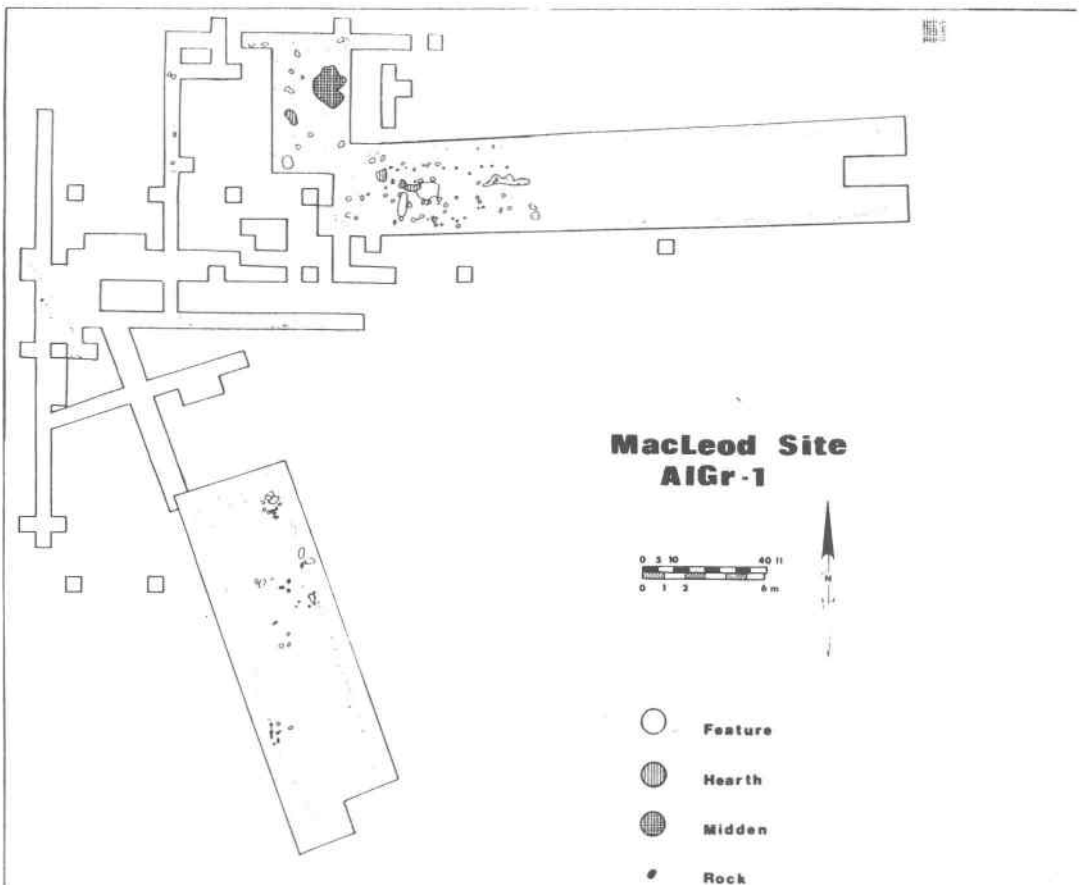 MacLeod Site
AlGr-1
0 5 10 40 ft
0 1 2 6 m
N
Feature
Hearth
Midden
Rock